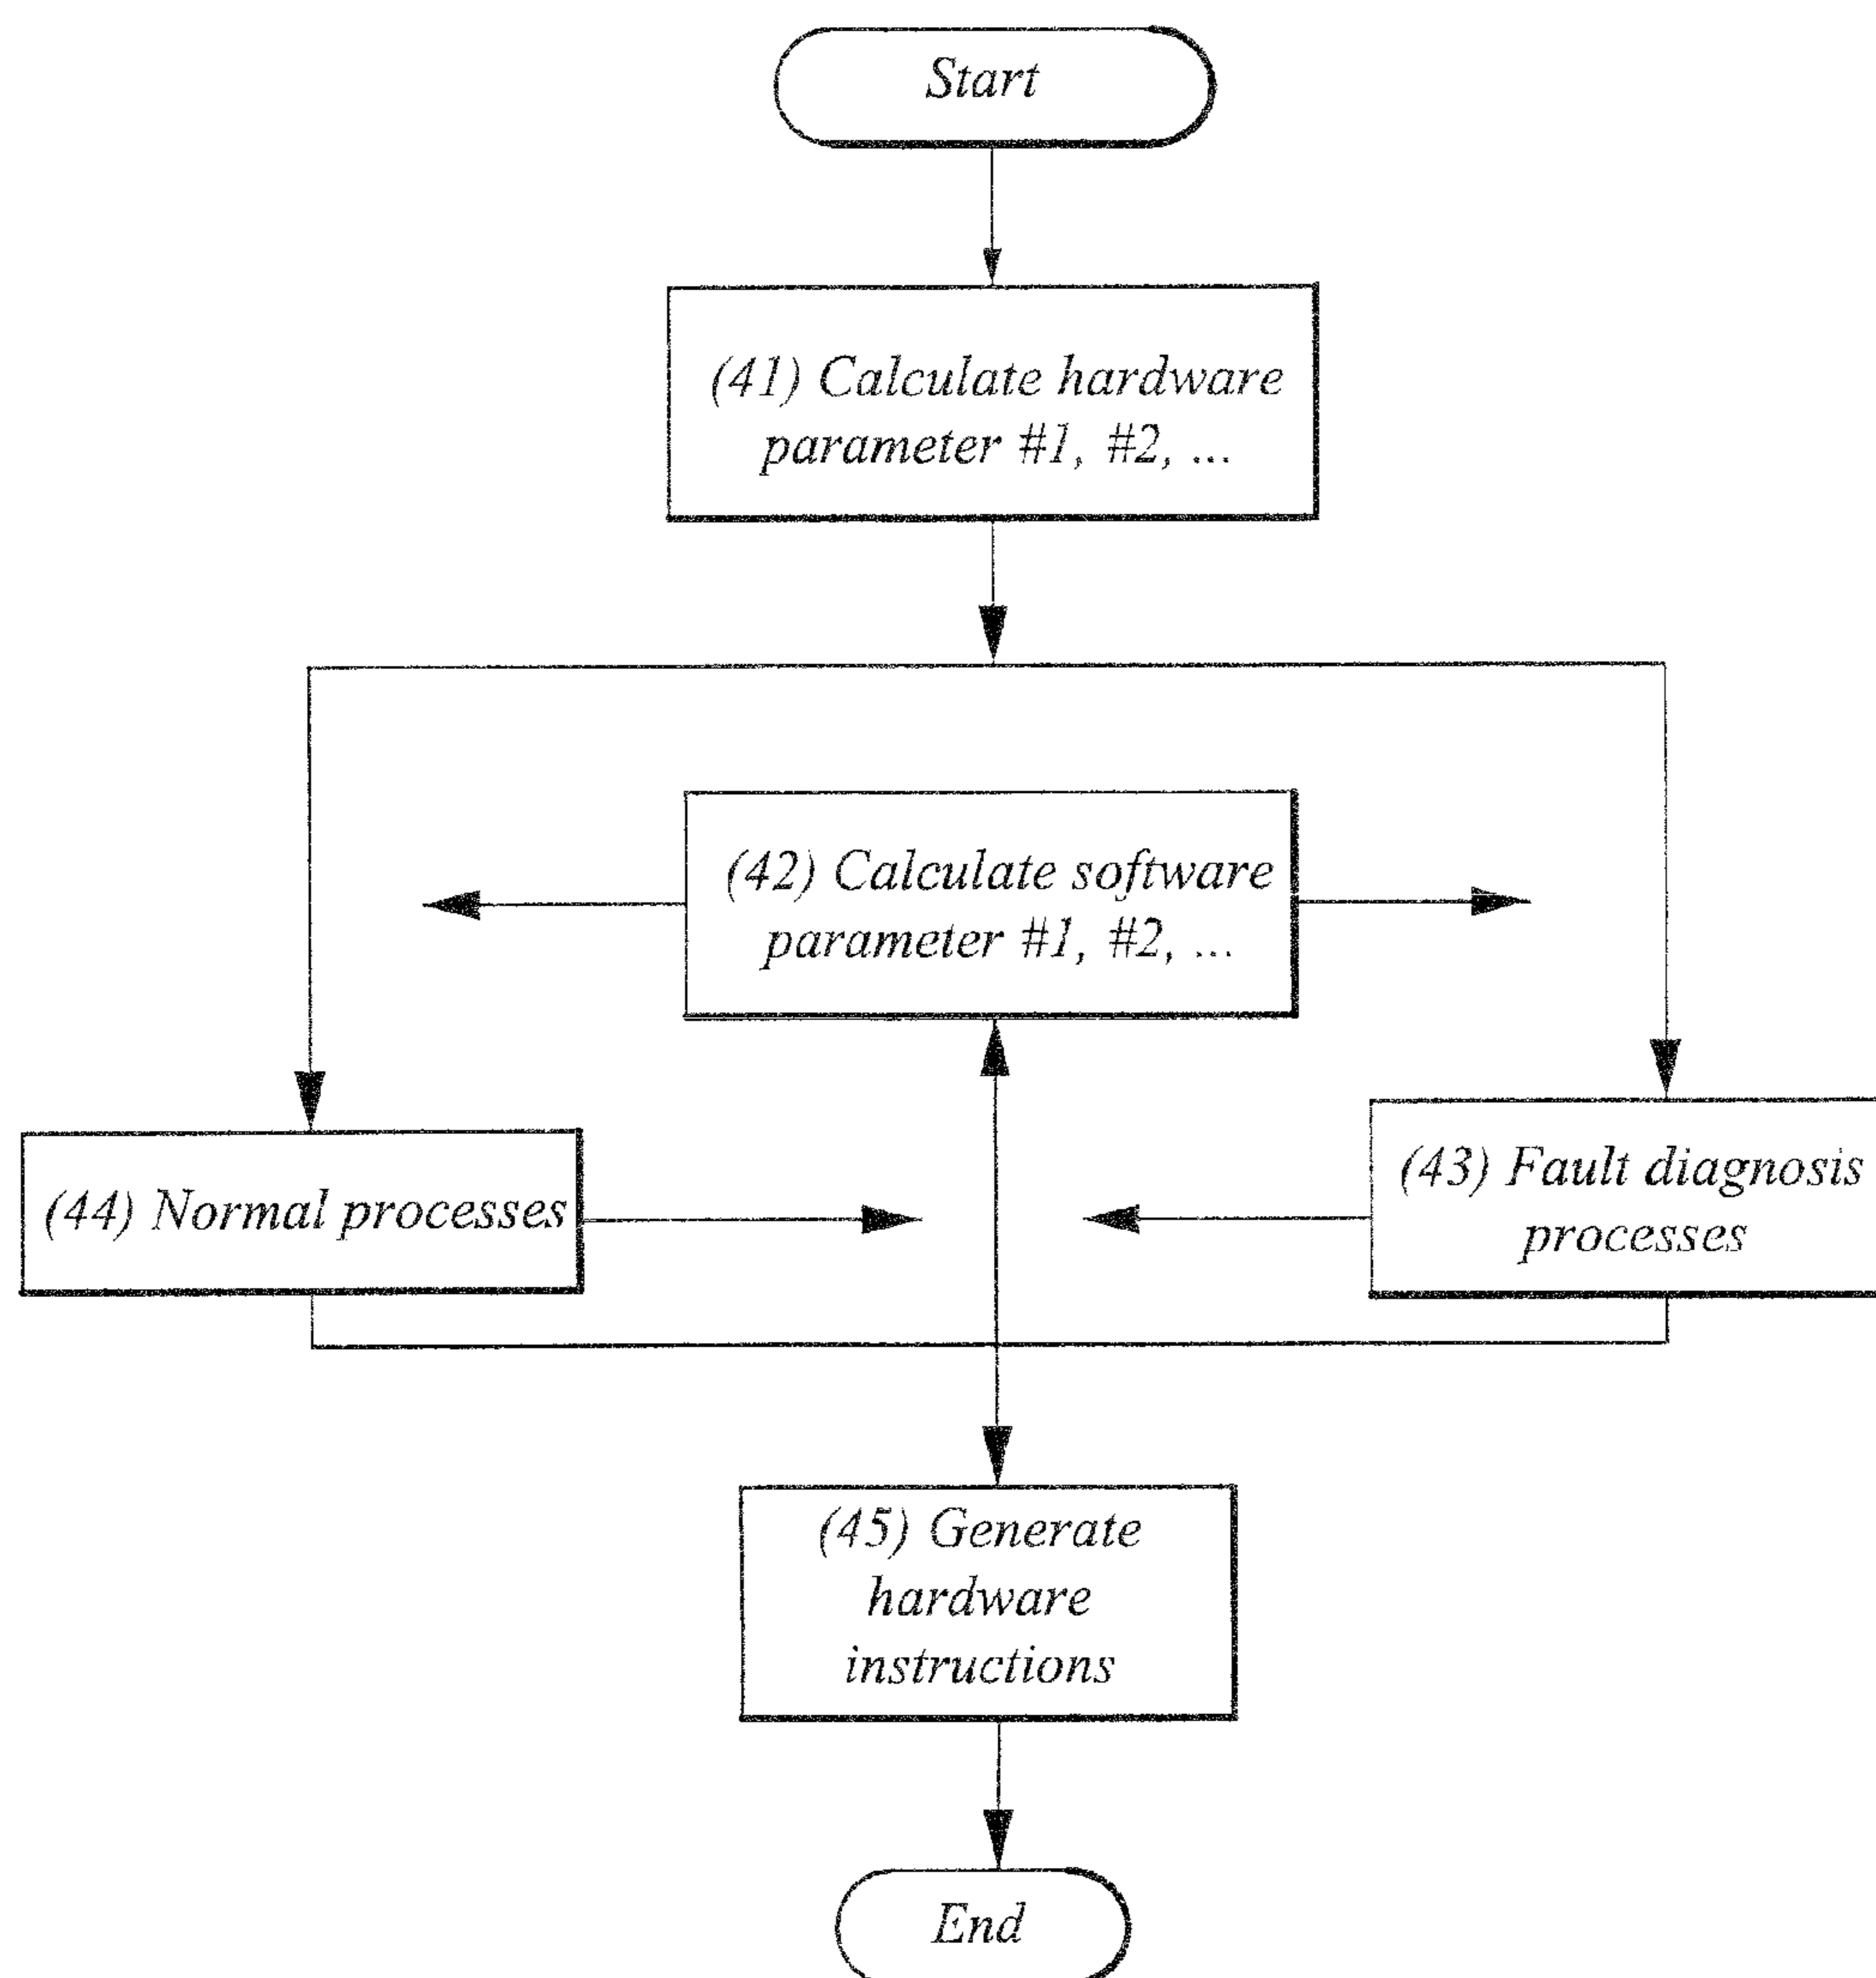 Start
(41) Calculate hardware
parameter #1, #2, ...
(42) Calculate software
parameter #1, #2, ...
(44) Normal processes
(43) Fault diagnosis
processes
(45) Generate
hardware
instructions
End